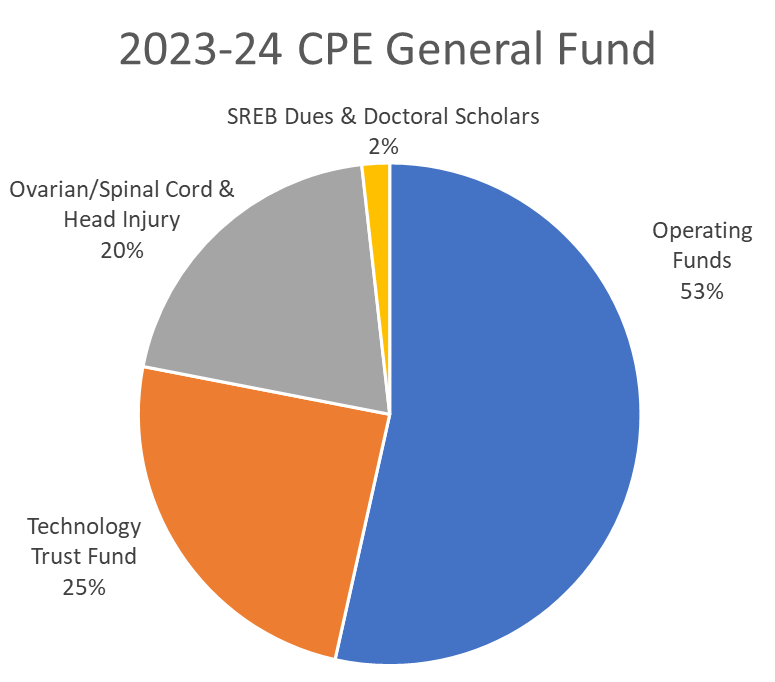 2023-24 CPE General Fund
SREB Dues & Doctoral Scholars
2%
Ovarian/Spinal Cord &
Head Injury
20%
Operating
Funds
53%
Technology
Trust Fund
25%